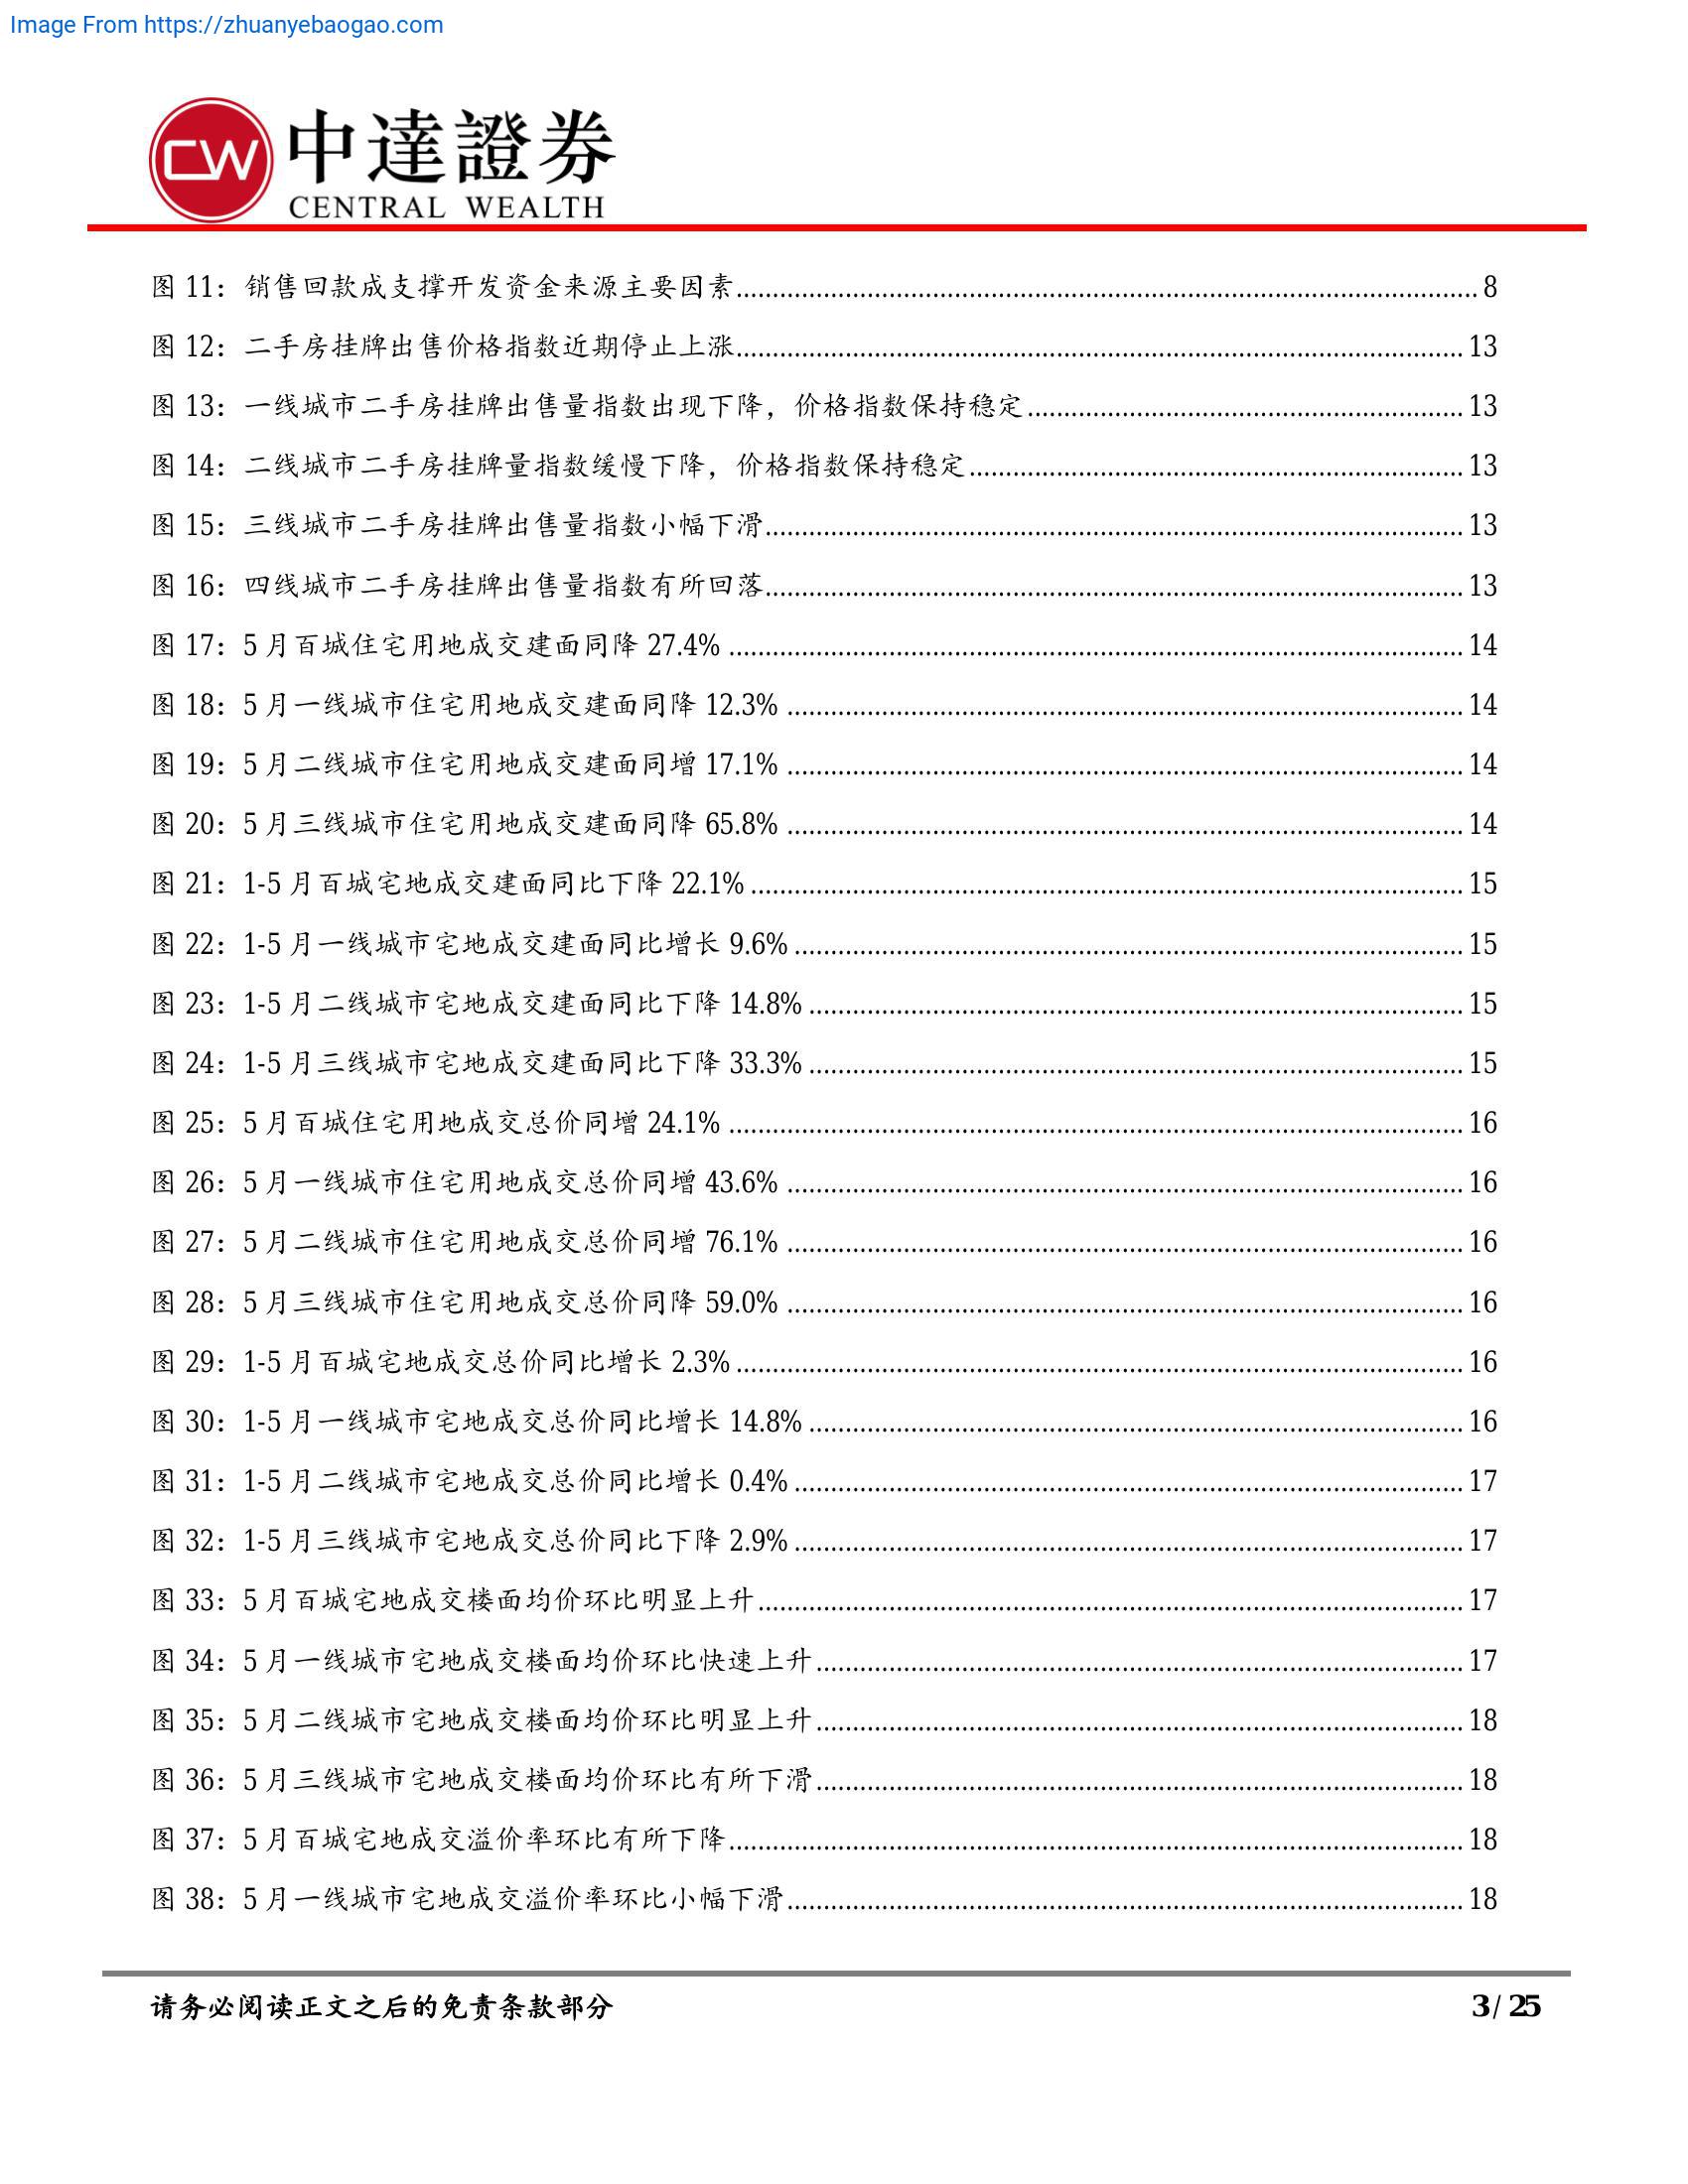 Image From https://zhuanyebaogao.com
CW
中達證券
CENTRAL WEALTH
图 11：销售回款成支撑开发资金来源主要因素 8
图 12：二手房挂牌出售价格指数近期停止上涨 13
图 13：一线城市二手房挂牌出售量指数出现下降，价格指数保持稳定 13
图 14：二线城市二手房挂牌量指数缓慢下降，价格指数保持稳定 13
图 15：三线城市二手房挂牌出售量指数小幅下滑 13
图 16：四线城市二手房挂牌出售量指数有所回落 13
图 17：5 月百城住宅用地成交建面同降 27.4% 14
图 18：5 月一线城市住宅用地成交建面同降 12.3% 14
图 19：5 月二线城市住宅用地成交建面同增 17.1% 14
图 20：5 月三线城市住宅用地成交建面同降 65.8% 14
图 21：1-5 月百城宅地成交建面同比下降 22.1% 15
图 22：1-5 月一线城市宅地成交建面同比增长 9.6% 15
图 23：1-5 月二线城市宅地成交建面同比下降 14.8% 15
图 24：1-5 月三线城市宅地成交建面同比下降 33.3% 15
图 25：5 月百城住宅用地成交总价同增 24.1% 16
图 26：5 月一线城市住宅用地成交总价同增 43.6% 16
图 27：5 月二线城市住宅用地成交总价同增 76.1% 16
图 28：5 月三线城市住宅用地成交总价同降 59.0% 16
图 29：1-5 月百城宅地成交总价同比增长 2.3% 16
图 30：1-5 月一线城市宅地成交总价同比增长 14.8% 16
图 31：1-5 月二线城市宅地成交总价同比增长 0.4% 17
图 32：1-5 月三线城市宅地成交总价同比下降 2.9% 17
图 33：5 月百城宅地成交楼面均价环比明显上升 17
图 34：5 月一线城市宅地成交楼面均价环比快速上升 17
图 35：5 月二线城市宅地成交楼面均价环比明显上升 18
图 36：5 月三线城市宅地成交楼面均价环比有所下滑 18
图 37：5 月百城宅地成交溢价率环比有所下降 18
图 38：5 月一线城市宅地成交溢价率环比小幅下滑 18
请务必阅读正文之后的免责条款部分 3 / 25